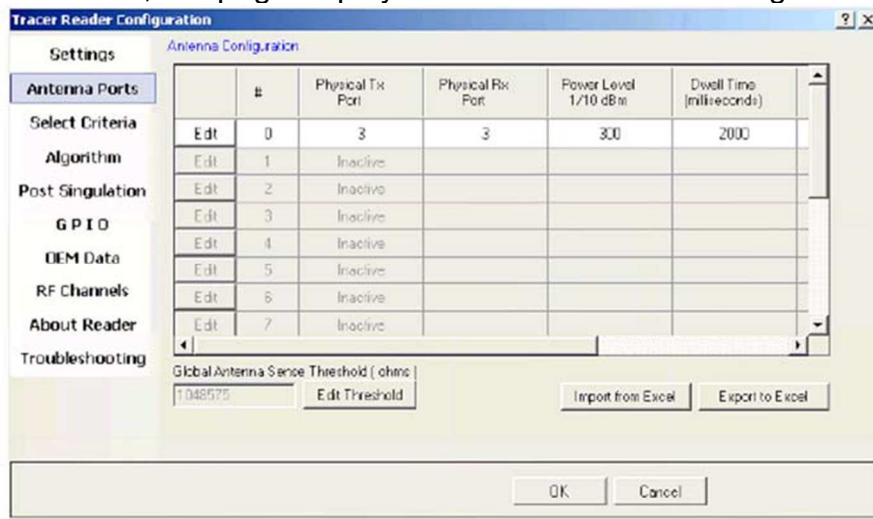 Tracer Reader Configuration
? X
Settings
Antenna Ports
Select Criteria
Algorithm
Post Singulation
G P I O
OEM Data
RF Channels
About Reader
Troubleshooting
Antenna Configuration
# Physical Tx Port Physical Rx Port Power Level 1/10 dBm Dwell Time (milliseconds)
Edit 0 3 3 300 2000
Edit 1 Inactive
Edit 2 Inactive
Edit 3 Inactive
Edit 4 Inactive
Edit 5 Inactive
Edit 6 Inactive
Edit 7 Inactive
Global Antenna Sense Threshold ( ohms )
1048575 Edit Threshold Import from Excel Export to Excel
OK Cancel